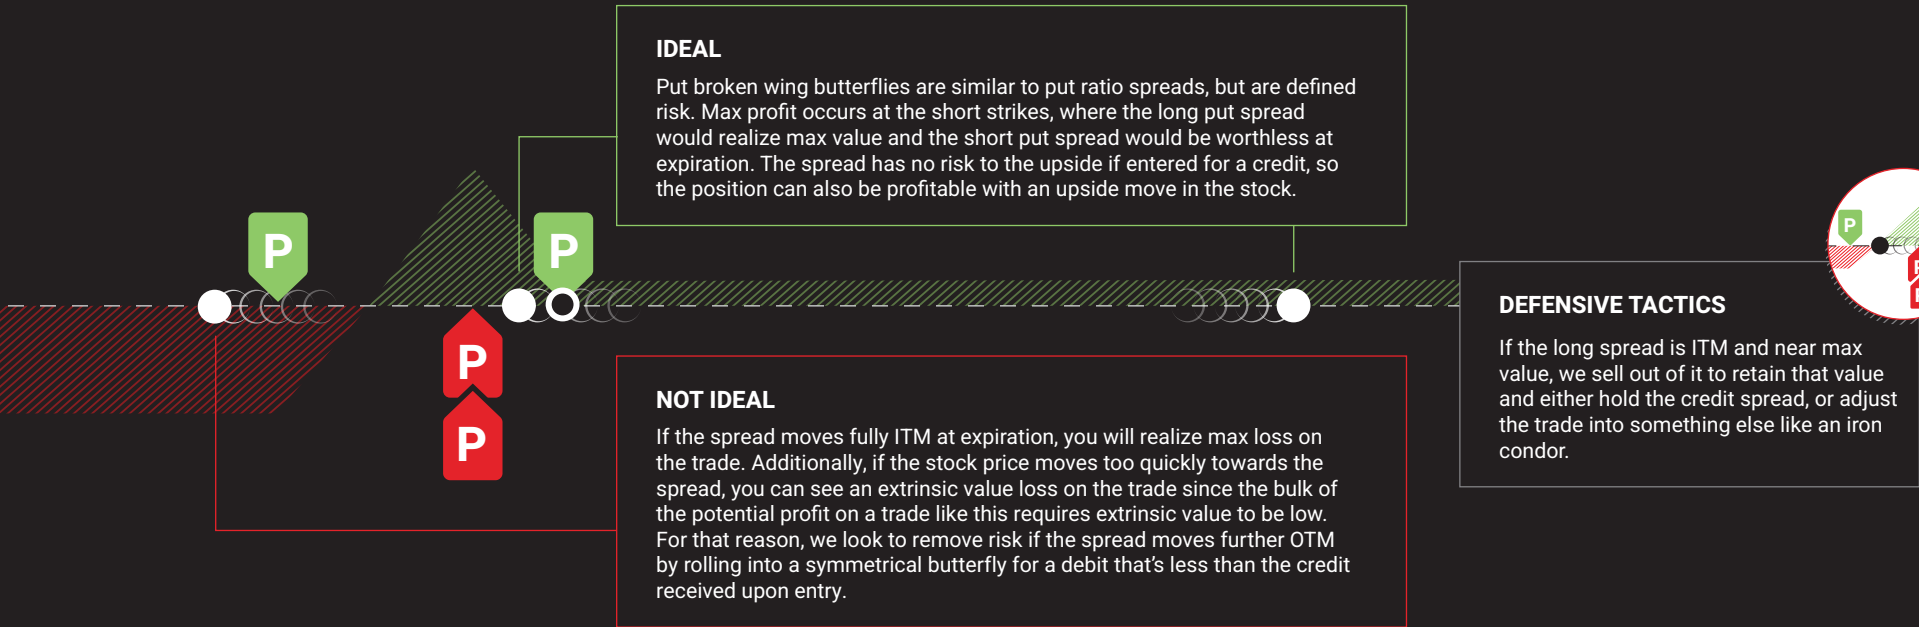 IDEAL
Put broken wing butterflies are similar to put ratio spreads, but are defined
risk. Max profit occurs at the short strikes, where the long put spread
would realize max value and the short put spread would be worthless at
expiration. The spread has no risk to the upside if entered for a credit, so
the position can also be profitable with an upside move in the stock.
P
P
P
P
P
NOT IDEAL
If the spread moves fully ITM at expiration, you will realize max loss on
the trade. Additionally, if the stock price moves too quickly towards the
spread, you can see an extrinsic value loss on the trade since the bulk of
the potential profit on a trade like this requires extrinsic value to be low.
For that reason, we look to remove risk if the spread moves further OTM
by rolling into a symmetrical butterfly for a debit that's less than the credit
received upon entry.
DEFENSIVE TACTICS
If the long spread is ITM and near max
value, we sell out of it to retain that value
and either hold the credit spread, or adjust
the trade into something else like an iron
condor.